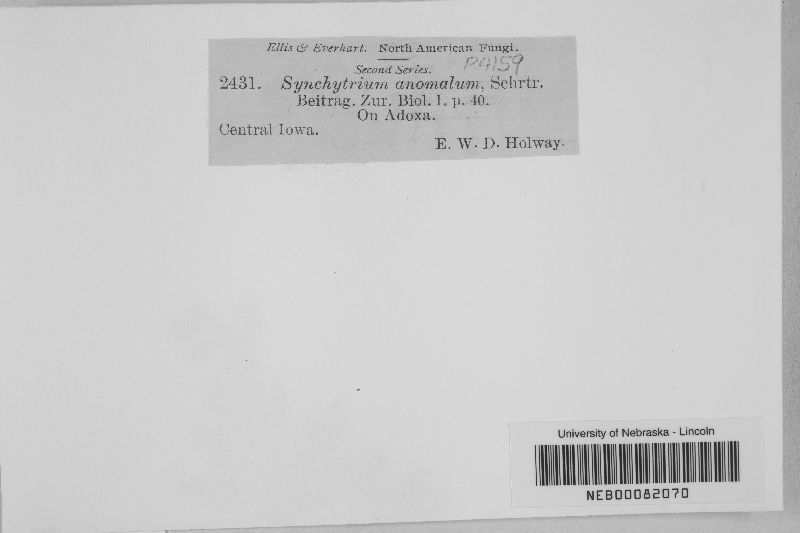 Ellis & Everhart. North American Fungi.
Second Series.
P4159
2431. Synchytrium anomalum, Schrtr.
Beitrag. Zur. Biol. I. p. 40.
On Adoxa.
Central Iowa.
E. W. D. Holway.
University of Nebraska - Lincoln
NEB00082070